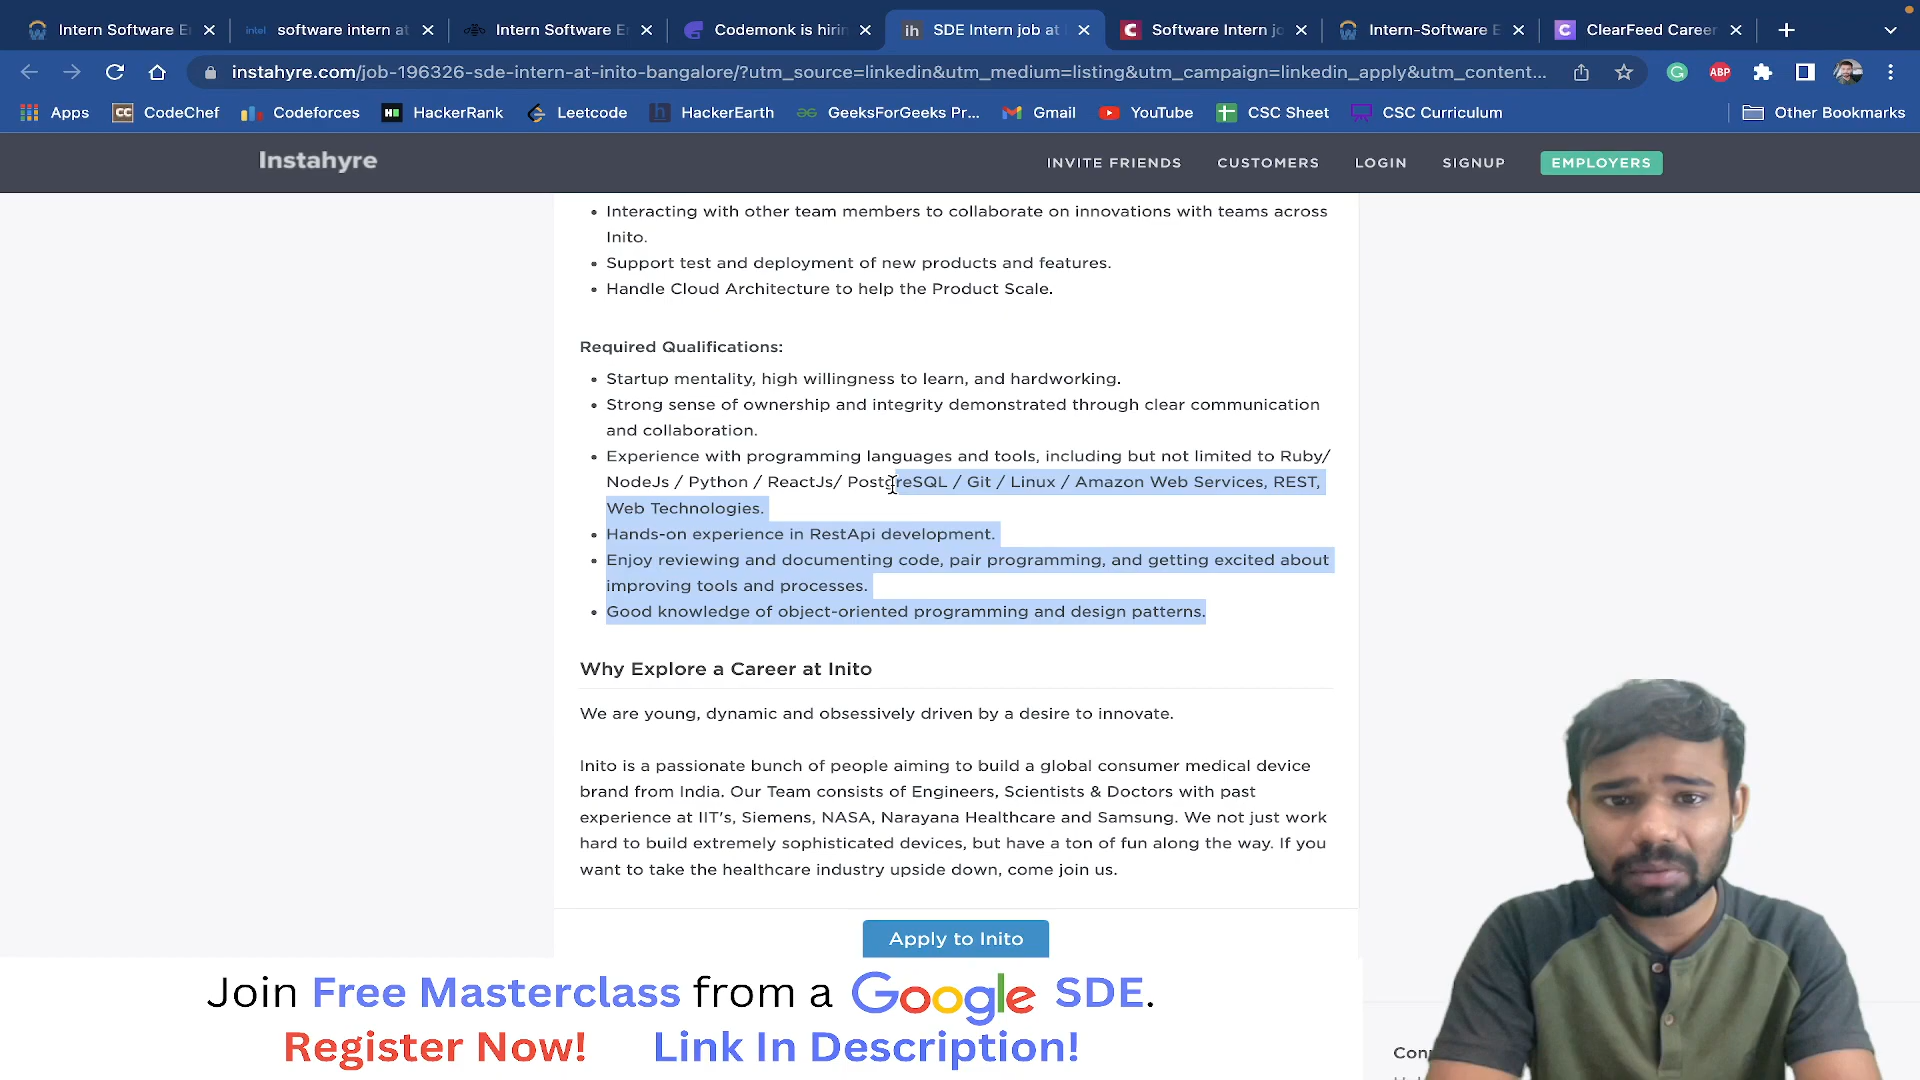 Intern Software E
software intern at
Intern Software E
Codemonk is hirin
SDE Intern job at
Software Intern jo
Intern-Software E
ClearFeed Career
instahyre.com/job-196326-sde-intern-at-inito-bangalore/?utm_source=linkedin&utm_medium=listing&utm_campaign=linkedin_apply&utm_content...
Apps CodeChef Codeforces HackerRank Leetcode HackerEarth GeeksForGeeks Pr... Gmail YouTube CSC Sheet CSC Curriculum Other Bookmarks
Instahyre INVITE FRIENDS CUSTOMERS LOGIN SIGNUP EMPLOYERS
• Interacting with other team members to collaborate on innovations with teams across
Inito.
• Support test and deployment of new products and features.
• Handle Cloud Architecture to help the Product Scale.
Required Qualifications:
• Startup mentality, high willingness to learn, and hardworking.
• Strong sense of ownership and integrity demonstrated through clear communication
and collaboration.
• Experience with programming languages and tools, including but not limited to Ruby/
NodeJs / Python / ReactJs/ PostgreSQL / Git / Linux / Amazon Web Services, REST,
Web Technologies.
• Hands-on experience in RestApi development.
• Enjoy reviewing and documenting code, pair programming, and getting excited about
improving tools and processes.
• Good knowledge of object-oriented programming and design patterns.
Why Explore a Career at Inito
We are young, dynamic and obsessively driven by a desire to innovate.
Inito is a passionate bunch of people aiming to build a global consumer medical device
brand from India. Our Team consists of Engineers, Scientists & Doctors with past
experience at IIT's, Siemens, NASA, Narayana Healthcare and Samsung. We not just work
hard to build extremely sophisticated devices, but have a ton of fun along the way. If you
want to take the healthcare industry upside down, come join us.
Apply to Inito
Join Free Masterclass from a Google SDE.
Register Now! Link In Description!